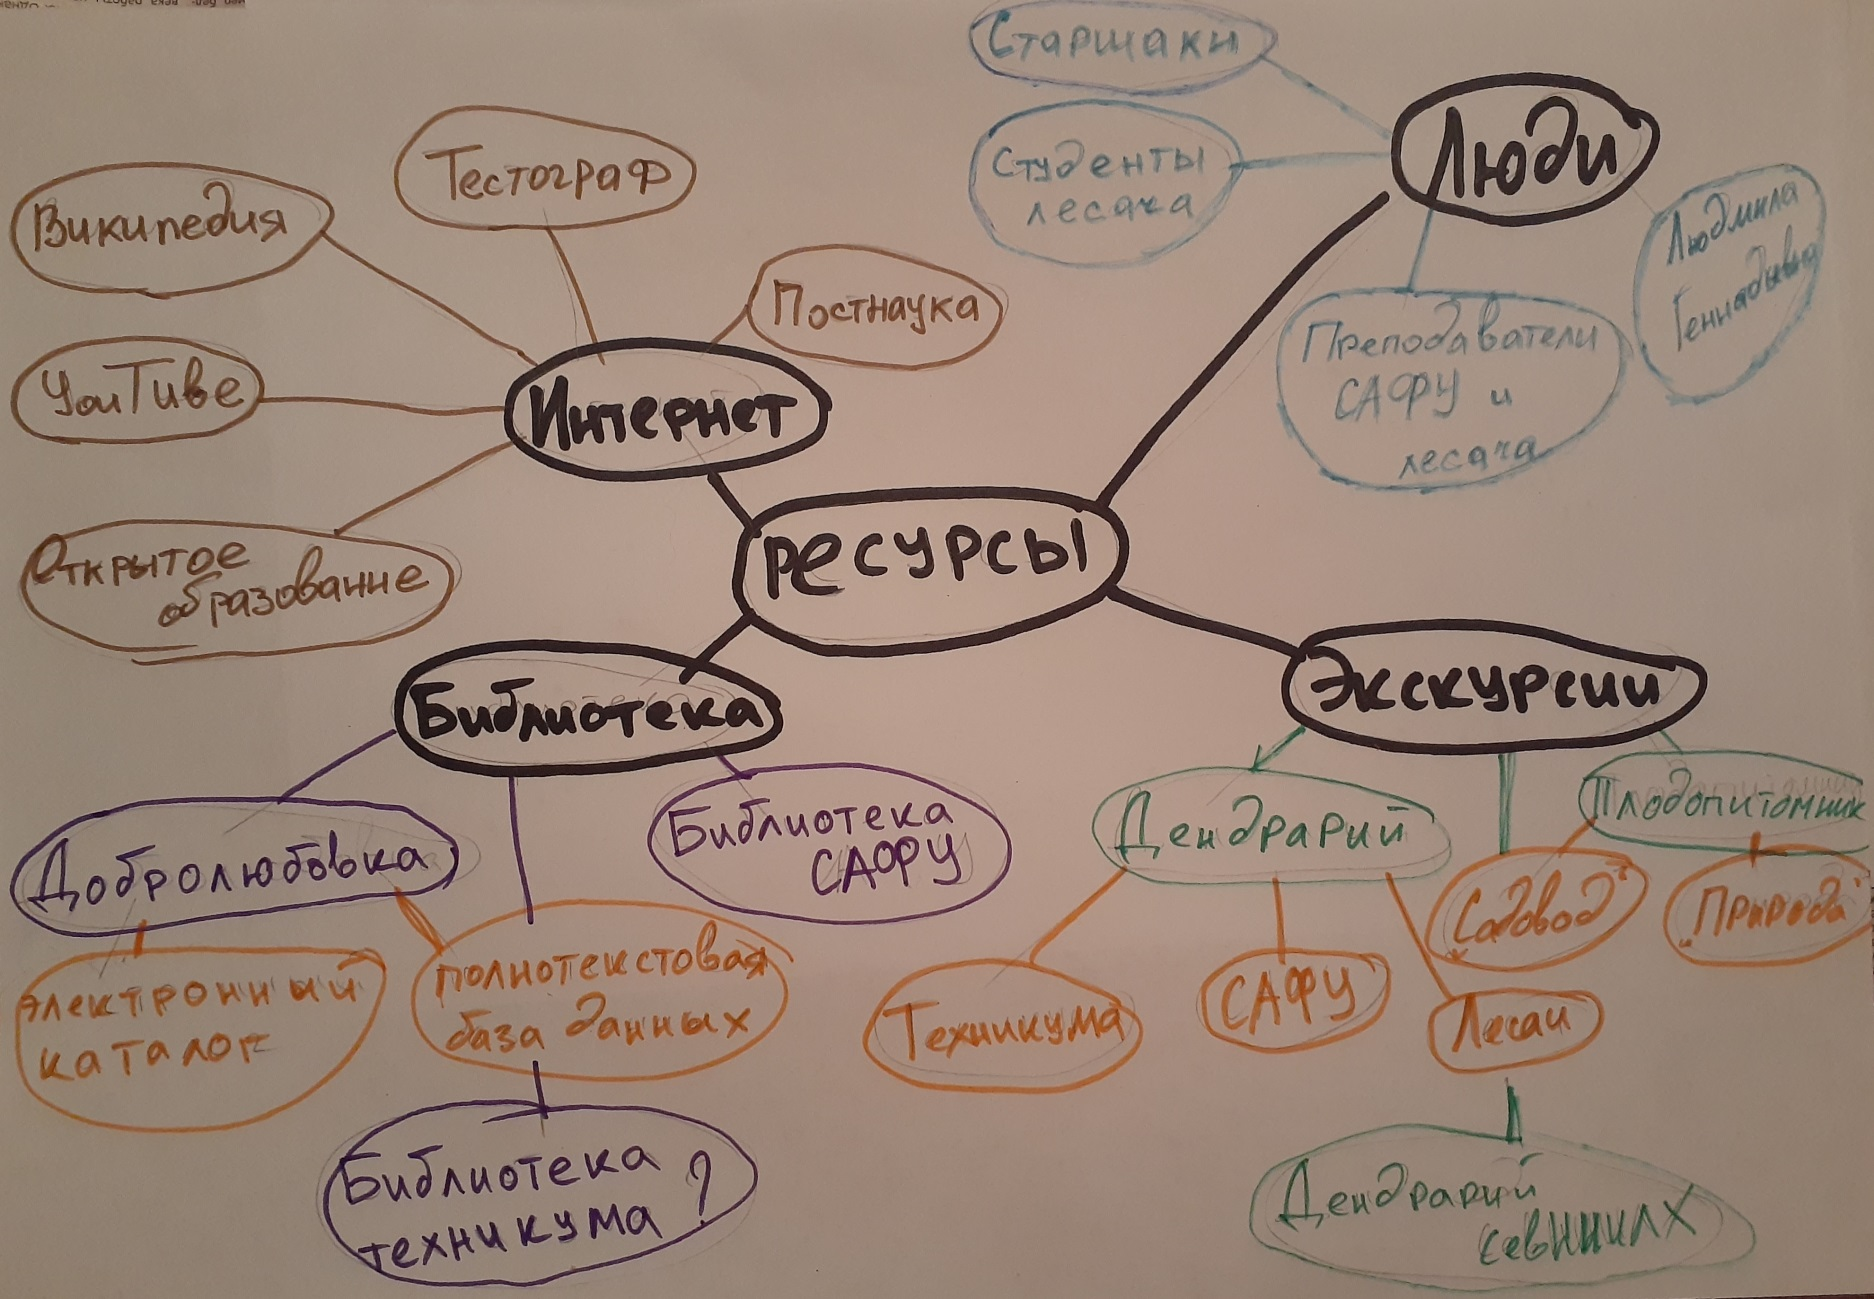 Старшаки
Люди
Тестограф
Студенты
лесача
Википедия
Людмила
Геннадьевна
Постнаука
Преподаватели
САФУ и
лесача
YouTube
Интернет
Открытое
образование
РЕСУРСЫ
Библиотека
Экскурсии
Плодопитомник
Библиотека
САФУ
Дендрарий
Добролюбовка
"Садовод"
"Природа"
Электронный
каталог
полнотекстовая
база данных
Техникума
САФУ
Лесаи
Библиотека
техникума ?
Дендрарий
севНИИЛХ